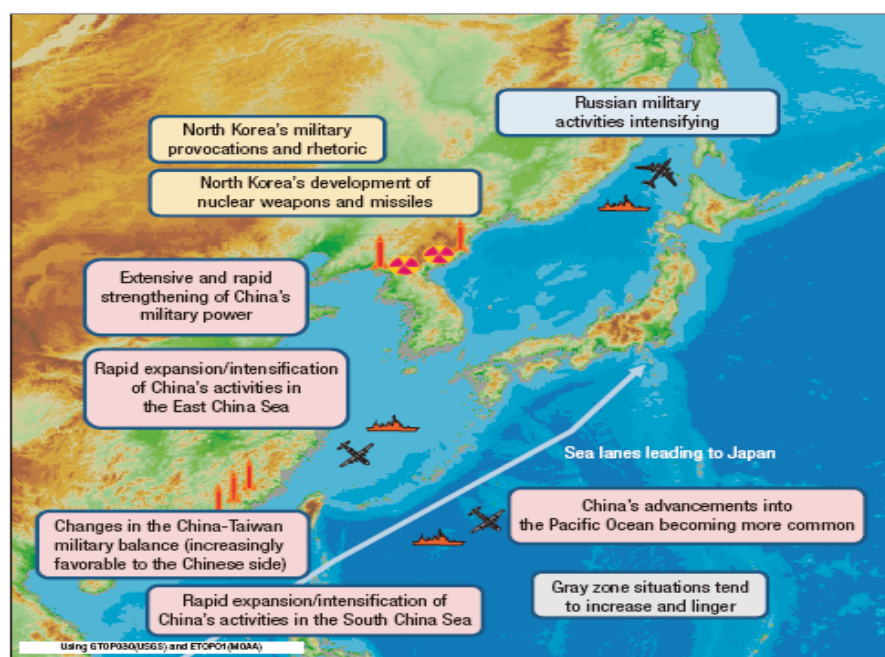 Russian military
activities intensifying
North Korea's military
provocations and rhetoric
North Korea's development of
nuclear weapons and missiles
Extensive and rapid
strengthening of China's
military power
Rapid expansion/intensification
of China's activities in
the East China Sea
Sea lanes leading to Japan
China's advancements into
the Pacific Ocean becoming more common
Changes in the China-Taiwan
military balance (increasingly
favorable to the Chinese side)
Gray zone situations tend
to increase and linger
Rapid expansion/intensification of
China's activities in the South China Sea
Using GTOPO30(USGS) and ETOPO1(NOAA)